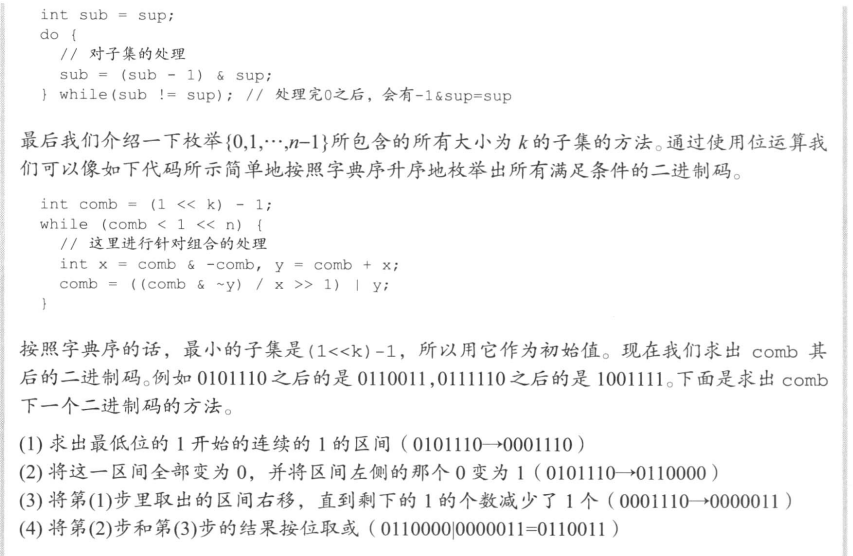 int sub = sup;
do {
// 对子集的处理
sub = (sub - 1) & sup;
} while(sub != sup); // 处理完0之后，会有-1&sup=sup
最后我们介绍一下枚举{0,1,⋯,n−1}所包含的所有大小为 k 的子集的方法。通过使用位运算我
们可以像如下代码所示简单地按照字典序升序地枚举出所有满足条件的二进制码。
int comb = (1 << k) - 1;
while (comb < 1 << n) {
// 这里进行针对组合的处理
int x = comb & -comb, y = comb + x;
comb = ((comb & ~y) / x >> 1) | y;
}
按照字典序的话，最小的子集是(1<<k)-1，所以用它作为初始值。现在我们求出 comb 其
后的二进制码。例如 0101110 之后的是 0110011，0111110 之后的是 1001111。下面是求出 comb
下一个二进制码的方法。
(1) 求出最低位的 1 开始的连续的 1 的区间（0101110→0001110）
(2) 将这一区间全部变为 0，并将区间左侧的那个 0 变为 1（0101110→0110000）
(3) 将第(1)步里取出的区间右移，直到剩下的 1 的个数减少了 1 个（0001110→0000011）
(4) 将第(2)步和第(3)步的结果按位取或（0110000|0000011=0110011）